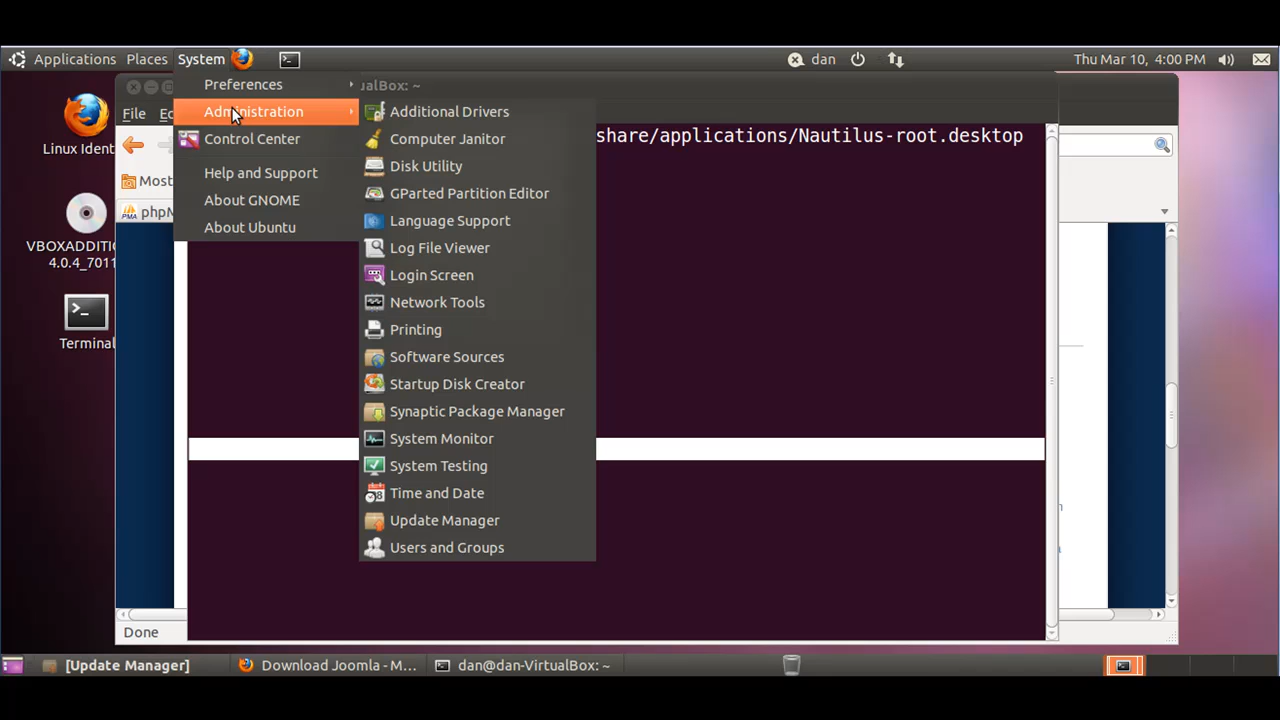 Applications Places System dan Thu Mar 10, 4:00 PM
Preferences
Administration
Control Center
Help and Support
About GNOME
About Ubuntu
Additional Drivers
Computer Janitor
Disk Utility
GParted Partition Editor
Language Support
Log File Viewer
Login Screen
Network Tools
Printing
Software Sources
Startup Disk Creator
Synaptic Package Manager
System Monitor
System Testing
Time and Date
Update Manager
Users and Groups
ualBox: ~
File
share/applications/Nautilus-root.desktop
Most
phpM
Linux Ident
VBOXADDITIO
4.0.4_7011
Terminal
Done
[Update Manager] Download Joomla - M... dan@dan-VirtualBox: ~